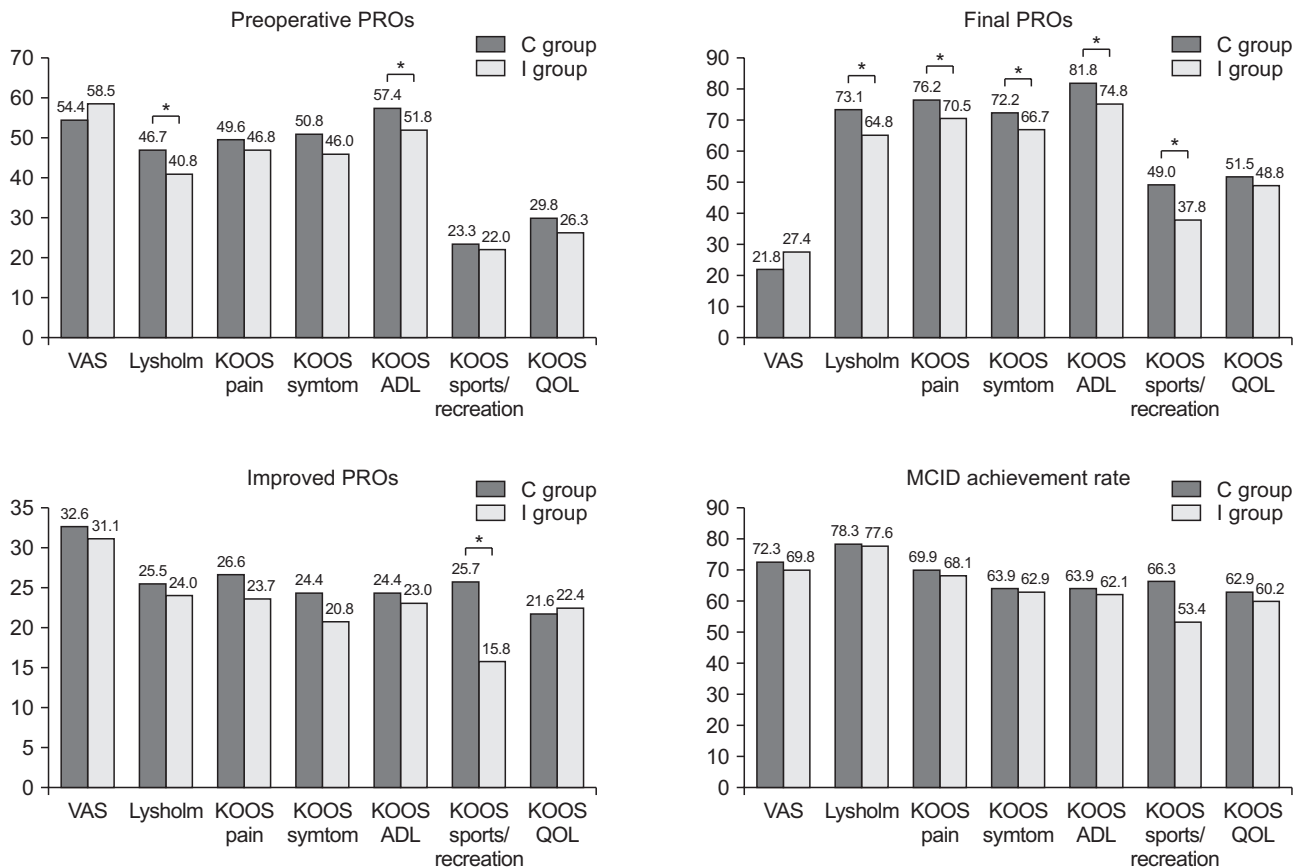 Preoperative PROs
C group
I group
70
60
50
40
30
20
10
0
54.4
58.5
46.7
40.8
*
49.6
46.8
50.8
46.0
57.4
51.8
*
23.3
22.0
29.8
26.3
VAS
Lysholm
KOOS
pain
KOOS
symtom
KOOS
ADL
KOOS
sports/
recreation
KOOS
QOL
Final PROs
C group
I group
90
80
70
60
50
40
30
20
10
0
21.8
27.4
73.1
64.8
*
76.2
70.5
*
72.2
66.7
*
81.8
74.8
*
49.0
37.8
*
51.5
48.8
VAS
Lysholm
KOOS
pain
KOOS
symtom
KOOS
ADL
KOOS
sports/
recreation
KOOS
QOL
Improved PROs
C group
I group
35
30
25
20
15
10
5
0
32.6
31.1
25.5
24.0
26.6
23.7
24.4
20.8
24.4
23.0
25.7
15.8
*
21.6
22.4
VAS
Lysholm
KOOS
pain
KOOS
symtom
KOOS
ADL
KOOS
sports/
recreation
KOOS
QOL
MCID achievement rate
C group
I group
90
80
70
60
50
40
30
20
10
0
72.3
69.8
78.3
77.6
69.9
68.1
63.9
62.9
63.9
62.1
66.3
53.4
62.9
60.2
VAS
Lysholm
KOOS
pain
KOOS
symtom
KOOS
ADL
KOOS
sports/
recreation
KOOS
QOL